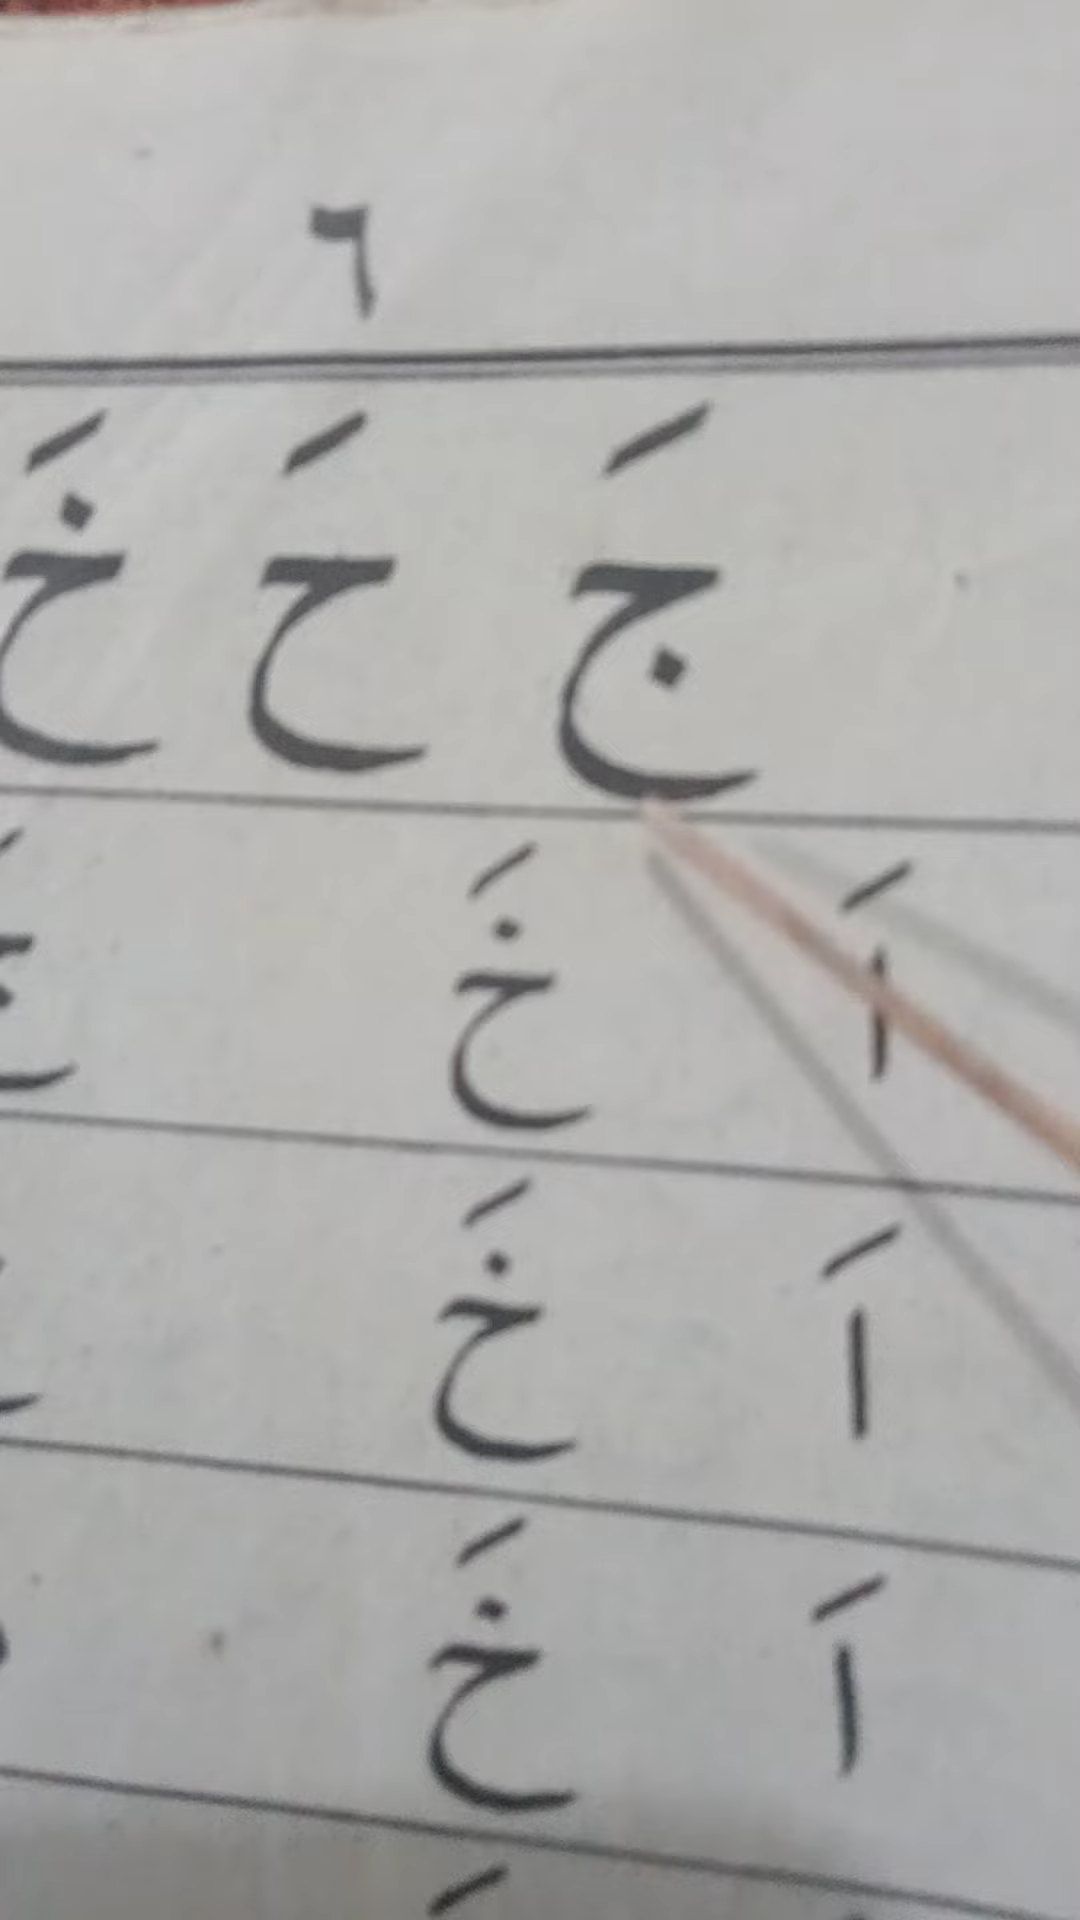 ٦
جَ حَ خَ
اَ خَ
اَ خَ
اَ خَ